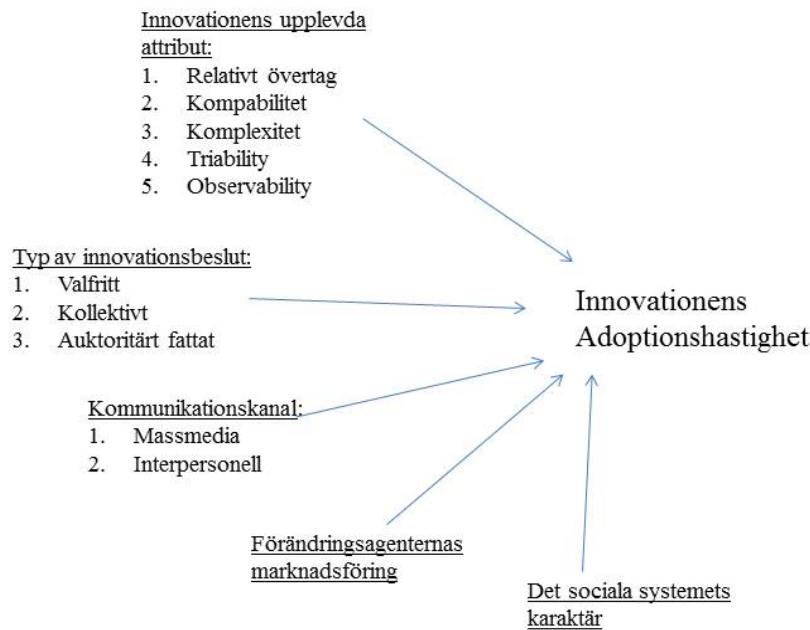 Innovationens upplevda
attribut:
1. Relativt övertag
2. Kompabilitet
3. Komplexitet
4. Triability
5. Observability
Typ av innovationsbeslut:
1. Valfritt
2. Kollektivt
3. Auktoritärt fattat
Innovationens
Adoptionshastighet
Kommunikationskanal:
1. Massmedia
2. Interpersonell
Förändringsagenternas
marknadsföring
Det sociala systemets
karaktär